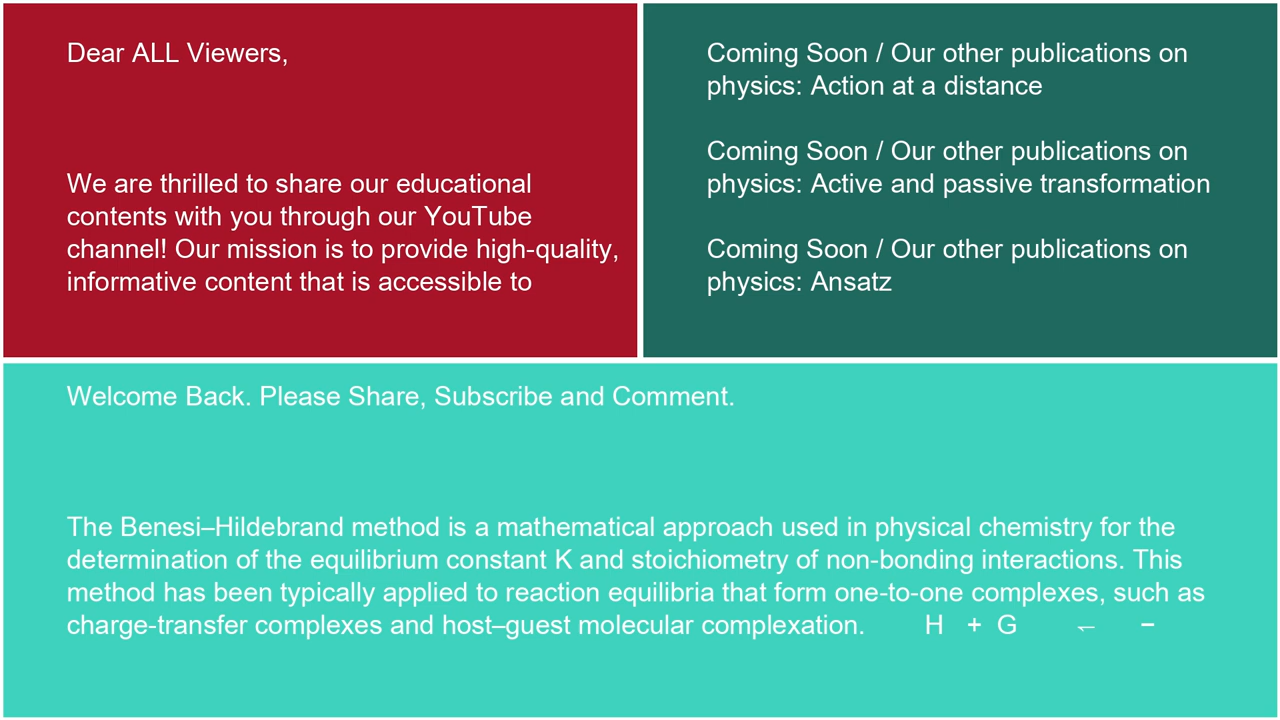 Dear ALL Viewers,
We are thrilled to share our educational
contents with you through our YouTube
channel! Our mission is to provide high-quality,
informative content that is accessible to
Coming Soon / Our other publications on
physics: Action at a distance
Coming Soon / Our other publications on
physics: Active and passive transformation
Coming Soon / Our other publications on
physics: Ansatz
Welcome Back. Please Share, Subscribe and Comment.
The Benesi–Hildebrand method is a mathematical approach used in physical chemistry for the
determination of the equilibrium constant K and stoichiometry of non-bonding interactions. This
method has been typically applied to reaction equilibria that form one-to-one complexes, such as
charge-transfer complexes and host–guest molecular complexation. H + G ↽ −